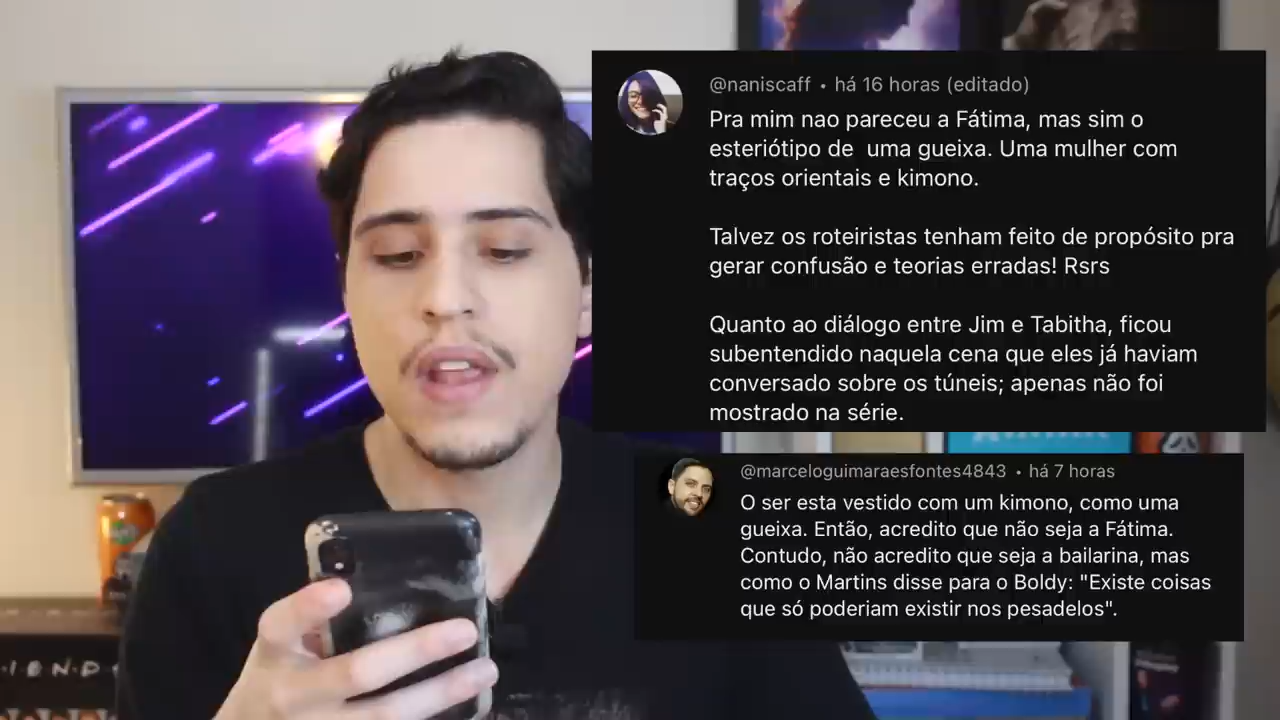 @naniscaff • há 16 horas (editado)
Pra mim nao pareceu a Fátima, mas sim o
esteriótipo de uma gueixa. Uma mulher com
traços orientais e kimono.
Talvez os roteiristas tenham feito de propósito pra
gerar confusão e teorias erradas! Rsrs
Quanto ao diálogo entre Jim e Tabitha, ficou
subentendido naquela cena que eles já haviam
conversado sobre os túneis; apenas não foi
mostrado na série.
@marceloguimaraesfontes4843 • há 7 horas
O ser esta vestido com um kimono, como uma
gueixa. Então, acredito que não seja a Fátima.
Contudo, não acredito que seja a bailarina, mas
como o Martins disse para o Boldy: "Existe coisas
que só poderiam existir nos pesadelos".
I·E·N·D